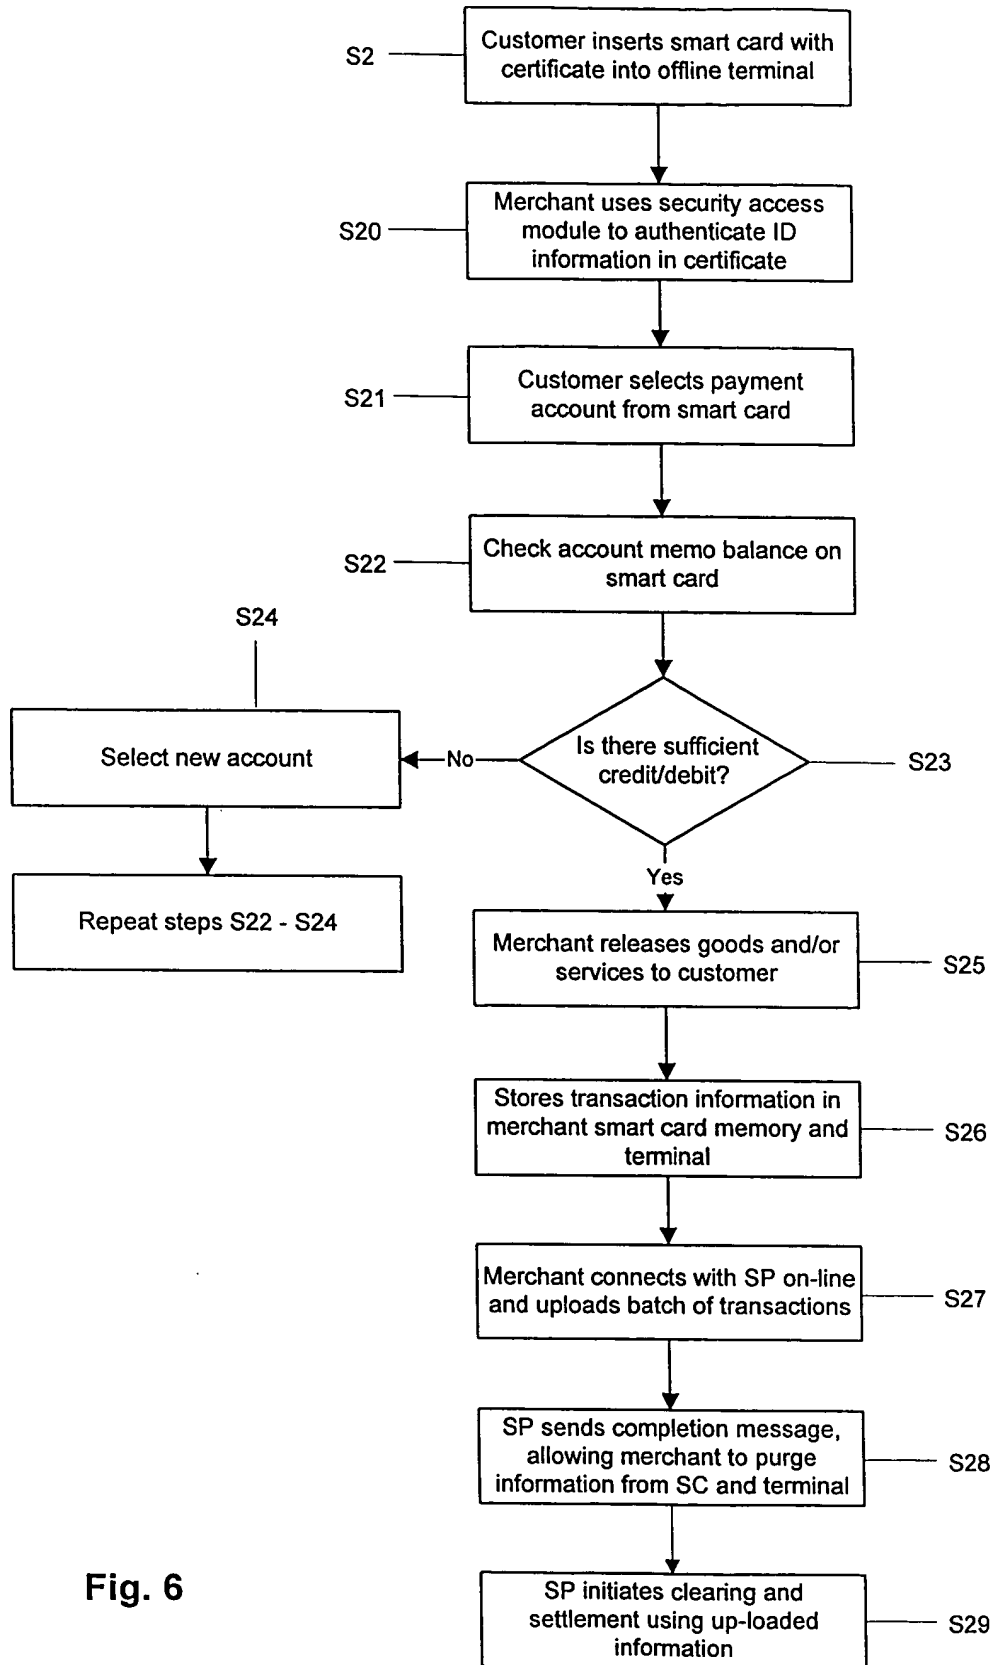 S2
Customer inserts smart card with
certificate into offline terminal
S20
Merchant uses security access
module to authenticate ID
information in certificate
S21
Customer selects payment
account from smart card
S22
Check account memo balance on
smart card
S24
Select new account
No
Is there sufficient
credit/debit?
S23
Repeat steps S22 - S24
Yes
Merchant releases goods and/or
services to customer
S25
Stores transaction information in
merchant smart card memory and
terminal
S26
Merchant connects with SP on-line
and uploads batch of transactions
S27
SP sends completion message,
allowing merchant to purge
information from SC and terminal
S28
SP initiates clearing and
settlement using up-loaded
information
S29
Fig. 6